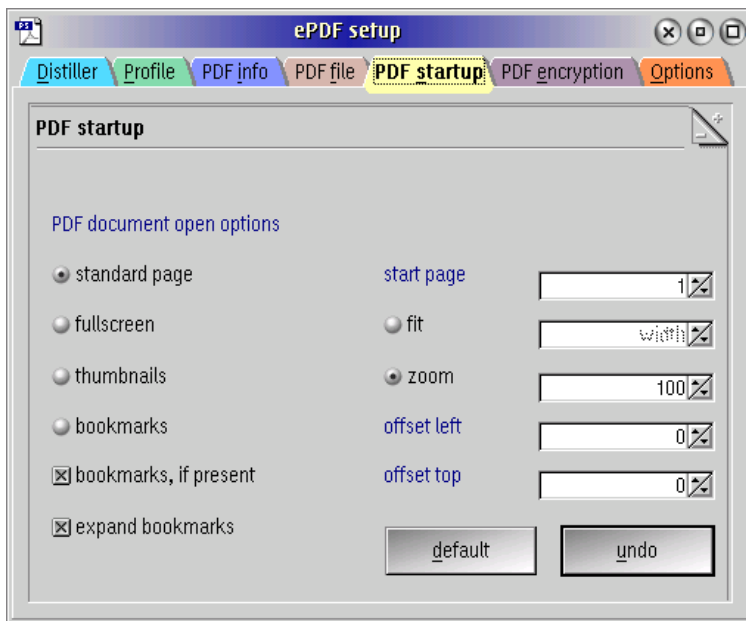 PS
ePDF setup
Distiller Profile PDF info PDF file PDF startup PDF encryption Options
PDF startup
PDF document open options
standard page start page 1
fullscreen fit width
thumbnails zoom 100
bookmarks offset left 0
bookmarks, if present offset top 0
expand bookmarks default undo